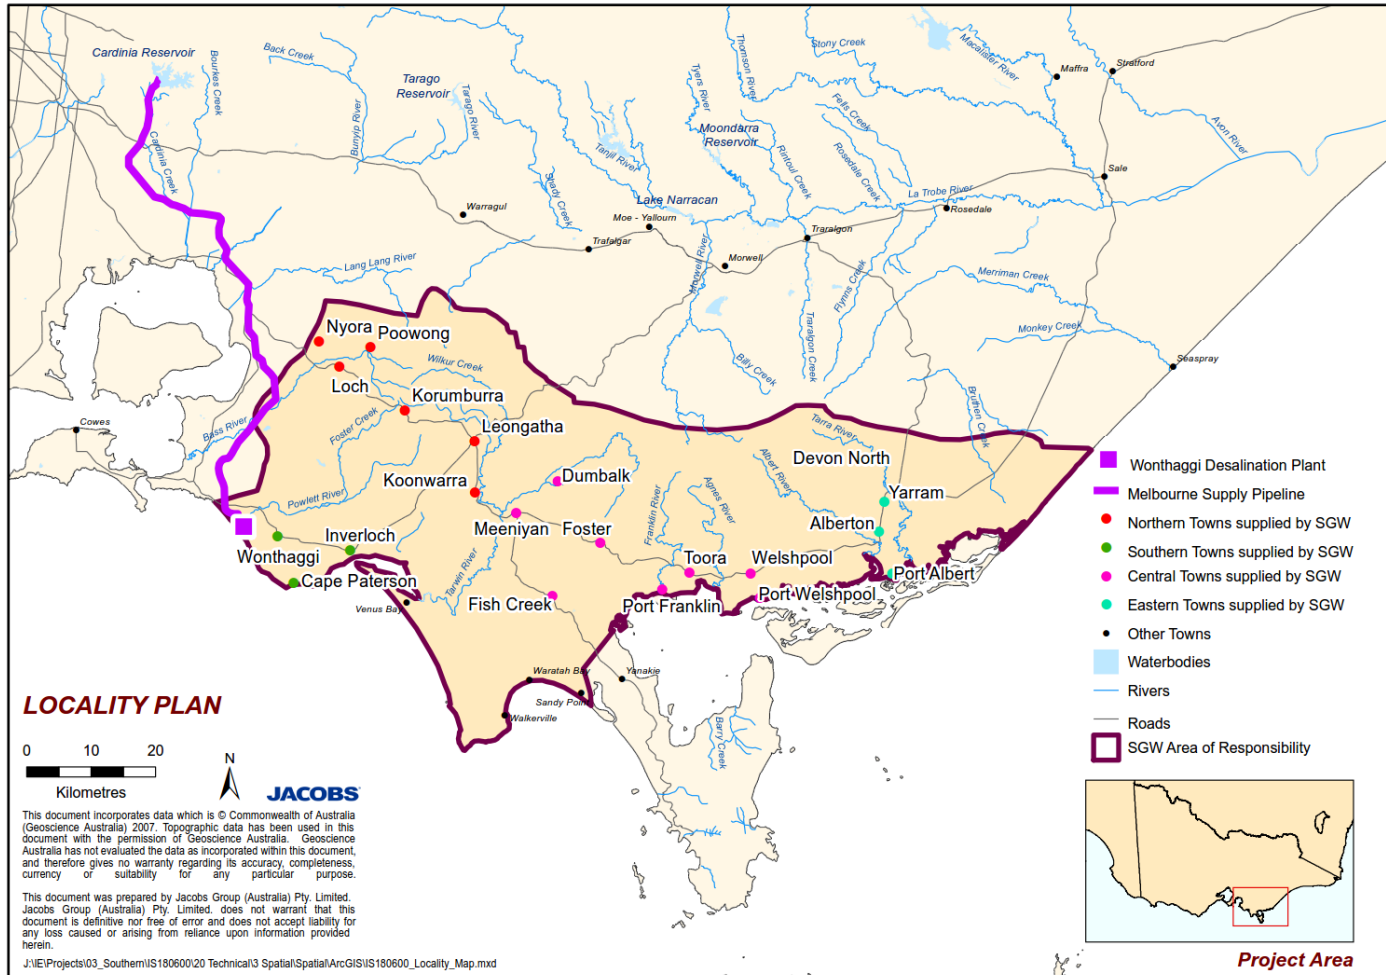 Cardinia Reservoir
Back Creek
Bourkes Creek
Tarago
Reservoir
Tarago River
Bunyip River
Cardinia Creek
Tyers River
Thomson River
Stony Creek
Macalister River
Maffra
Stratford
Avon River
Fells Creek
Moondarra
Reservoir
Rintoul Creek
Rosedale Creek
Tanjil River
Shady Creek
Sale
La Trobe River
Lake Narracan
Warragul
Moe - Yallourn
Rosedale
Trafalgar
Traralgon
Morwell River
Morwell
Flynns Creek
Lang Lang River
Merriman Creek
Traralgon Creek
Monkey Creek
Nyora
Poowong
Wilkur Creek
Billy Creek
Seaspray
Loch
Korumburra
Bruthen Creek
Cowes
Bass River
Foster Creek
Leongatha
Tarra River
Devon North
Albert River
Dumbalk
Koonwarra
Agnes River
Yarram
Powlett River
Franklin River
Meeniyan
Foster
Alberton
Inverloch
Wonthaggi
Tarwin River
Toora
Welshpool
Port Albert
Cape Paterson
Venus Bay
Fish Creek
Port Franklin
Port Welshpool
Waratah Bay
Yanakie
Sandy Point
Walkerville
Barry Creek
Wonthaggi Desalination Plant
Melbourne Supply Pipeline
Northern Towns supplied by SGW
Southern Towns supplied by SGW
Central Towns supplied by SGW
Eastern Towns supplied by SGW
Other Towns
Waterbodies
Rivers
Roads
SGW Area of Responsibility
LOCALITY PLAN
0 10 20
Kilometres
N
JACOBS
This document incorporates data which is © Commonwealth of Australia
(Geoscience Australia) 2007. Topographic data has been used in this
document with the permission of Geoscience Australia. Geoscience
Australia has not evaluated the data as incorporated within this document,
and therefore gives no warranty regarding its accuracy, completeness,
currency or suitability for any particular purpose.
This document was prepared by Jacobs Group (Australia) Pty. Limited.
Jacobs Group (Australia) Pty. Limited. does not warrant that this
document is definitive nor free of error and does not accept liability for
any loss caused or arising from reliance upon information provided
herein.
J:\IE\Projects\03_Southern\IS180600\20 Technical\3 Spatial\Spatial\ArcGIS\IS180600_Locality_Map.mxd
Project Area